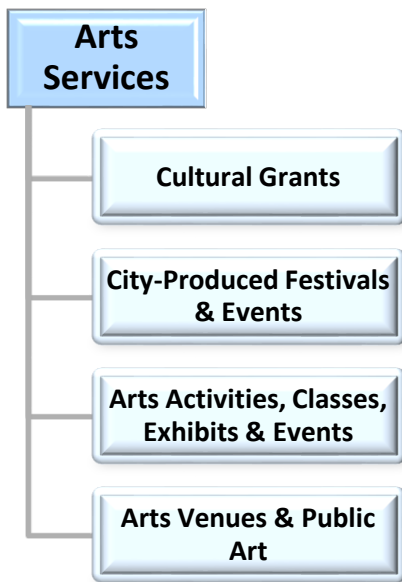 Arts
Services
Cultural Grants
City-Produced Festivals
& Events
Arts Activities, Classes,
Exhibits & Events
Arts Venues & Public
Art